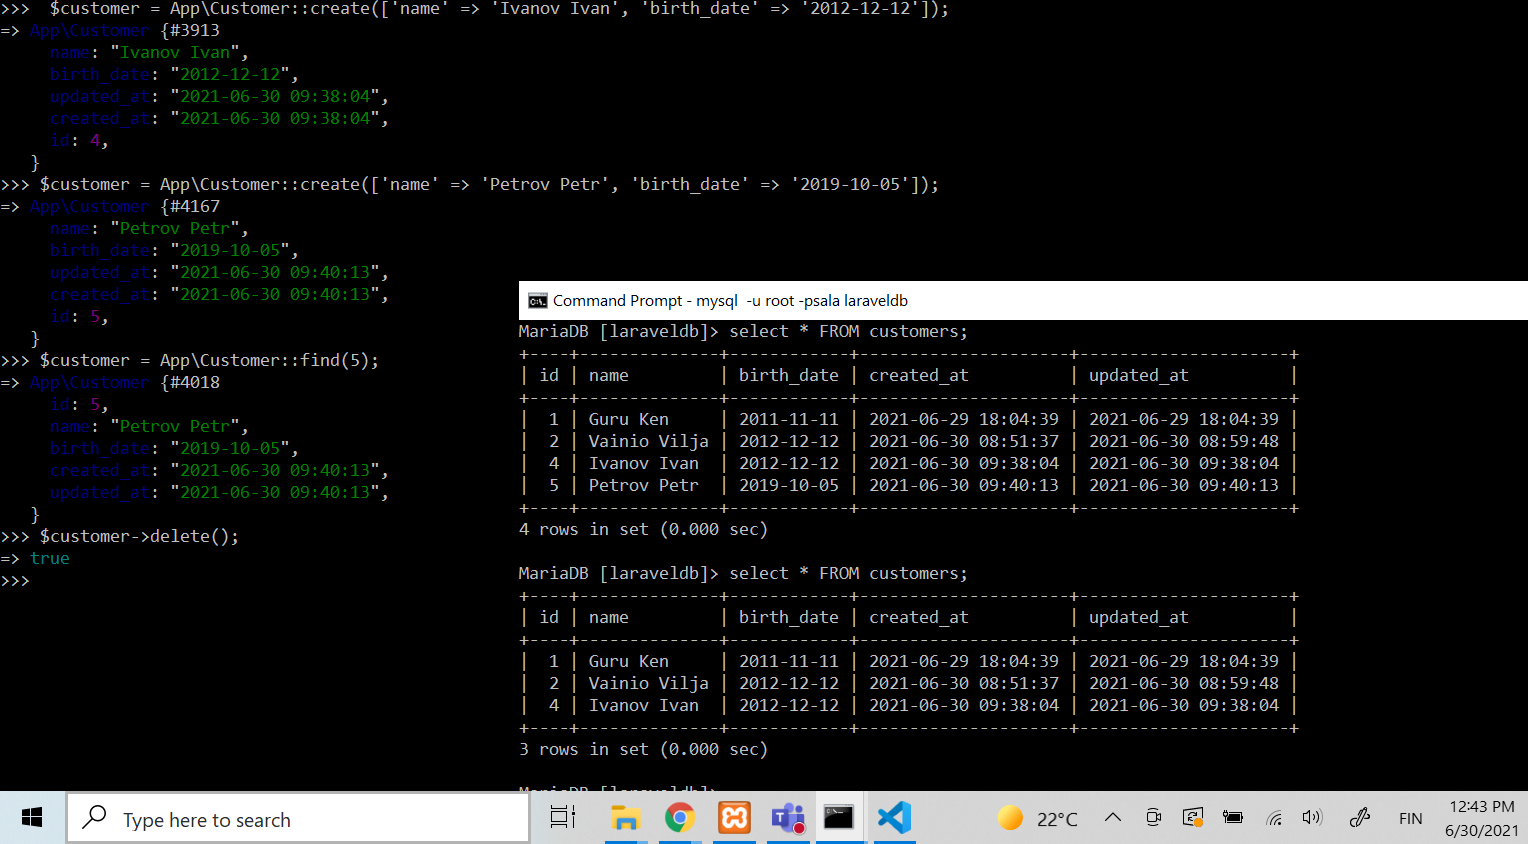 >>>  $customer = App\Customer::create(['name' => 'Ivanov Ivan', 'birth_date' => '2012-12-12']);
=> App\Customer {#3913
     name: "Ivanov Ivan",
     birth_date: "2012-12-12",
     updated_at: "2021-06-30 09:38:04",
     created_at: "2021-06-30 09:38:04",
     id: 4,
   }
>>> $customer = App\Customer::create(['name' => 'Petrov Petr', 'birth_date' => '2019-10-05']);
=> App\Customer {#4167
     name: "Petrov Petr",
     birth_date: "2019-10-05",
     updated_at: "2021-06-30 09:40:13",
     created_at: "2021-06-30 09:40:13",
     id: 5,
   }
>>> $customer = App\Customer::find(5);
=> App\Customer {#4018
     id: 5,
     name: "Petrov Petr",
     birth_date: "2019-10-05",
     created_at: "2021-06-30 09:40:13",
     updated_at: "2021-06-30 09:40:13",
   }
>>> $customer->delete();
=> true
>>>
Command Prompt - mysql  -u root -psala laraveldb
MariaDB [laraveldb]> select * FROM customers;
+----+--------------+------------+---------------------+---------------------+
| id | name         | birth_date | created_at          | updated_at          |
+----+--------------+------------+---------------------+---------------------+
|  1 | Guru Ken     | 2011-11-11 | 2021-06-29 18:04:39 | 2021-06-29 18:04:39 |
|  2 | Vainio Vilja | 2012-12-12 | 2021-06-30 08:51:37 | 2021-06-30 08:59:48 |
|  4 | Ivanov Ivan  | 2012-12-12 | 2021-06-30 09:38:04 | 2021-06-30 09:38:04 |
|  5 | Petrov Petr  | 2019-10-05 | 2021-06-30 09:40:13 | 2021-06-30 09:40:13 |
+----+--------------+------------+---------------------+---------------------+
4 rows in set (0.000 sec)
MariaDB [laraveldb]> select * FROM customers;
+----+--------------+------------+---------------------+---------------------+
| id | name         | birth_date | created_at          | updated_at          |
+----+--------------+------------+---------------------+---------------------+
|  1 | Guru Ken     | 2011-11-11 | 2021-06-29 18:04:39 | 2021-06-29 18:04:39 |
|  2 | Vainio Vilja | 2012-12-12 | 2021-06-30 08:51:37 | 2021-06-30 08:59:48 |
|  4 | Ivanov Ivan  | 2012-12-12 | 2021-06-30 09:38:04 | 2021-06-30 09:38:04 |
+----+--------------+------------+---------------------+---------------------+
3 rows in set (0.000 sec)
MariaDB [laraveldb]>
Type here to search
22°C
FIN
12:43 PM
6/30/2021